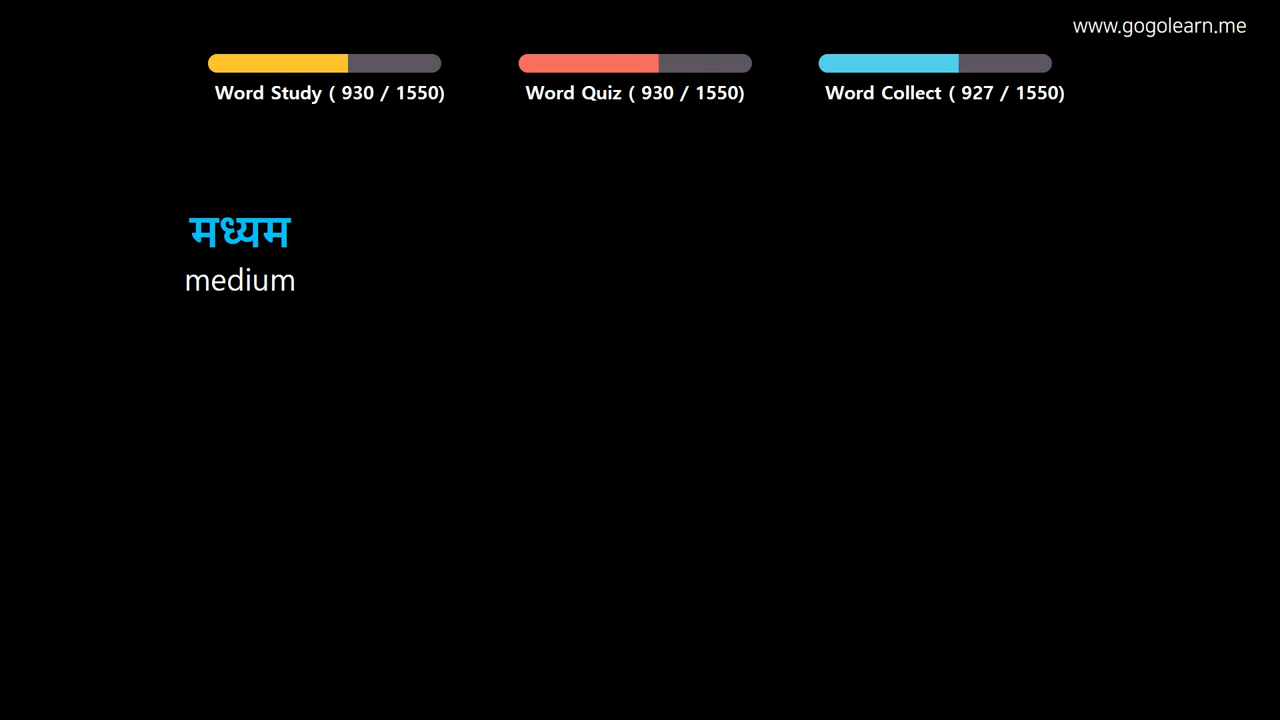 www.gogolearn.me
Word Study ( 930 / 1550)
Word Quiz ( 930 / 1550)
Word Collect ( 927 / 1550)
मध्यम
medium